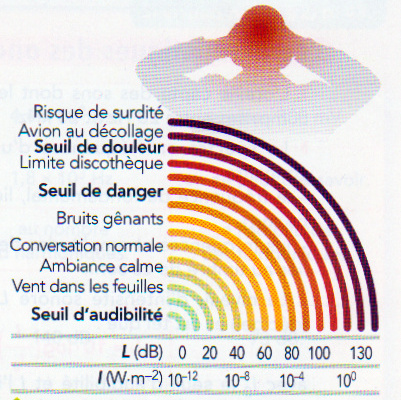 Risque de surdité
Avion au décollage
Seuil de douleur
Limite discothèque
Seuil de danger
Bruits gênants
Conversation normale
Ambiance calme
Vent dans les feuilles
Seuil d'audibilité
L (dB) 0 20 40 60 80 100 130
I (W·m–2) 10–12 10–8 10–4 100